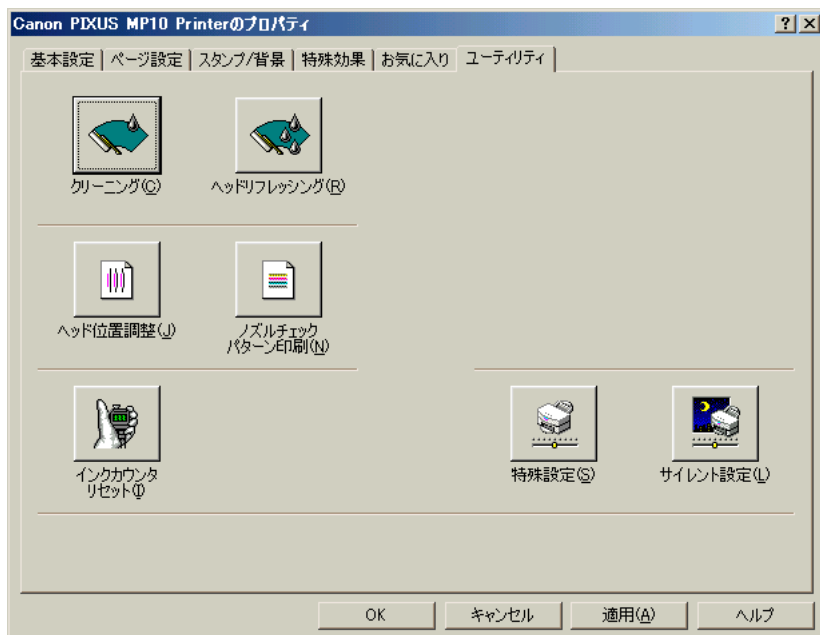 Canon PIXUS MP10 Printerのプロパティ
基本設定 ページ設定 スタンプ/背景 特殊効果 お気に入り ユーティリティ
クリーニング(C) ヘッドリフレッシング(R)
ヘッド位置調整(J) ノズルチェック
パターン印刷(N)
インクカウンタ
リセット(I)
特殊設定(S) サイレント設定(L)
OK キャンセル 適用(A) ヘルプ